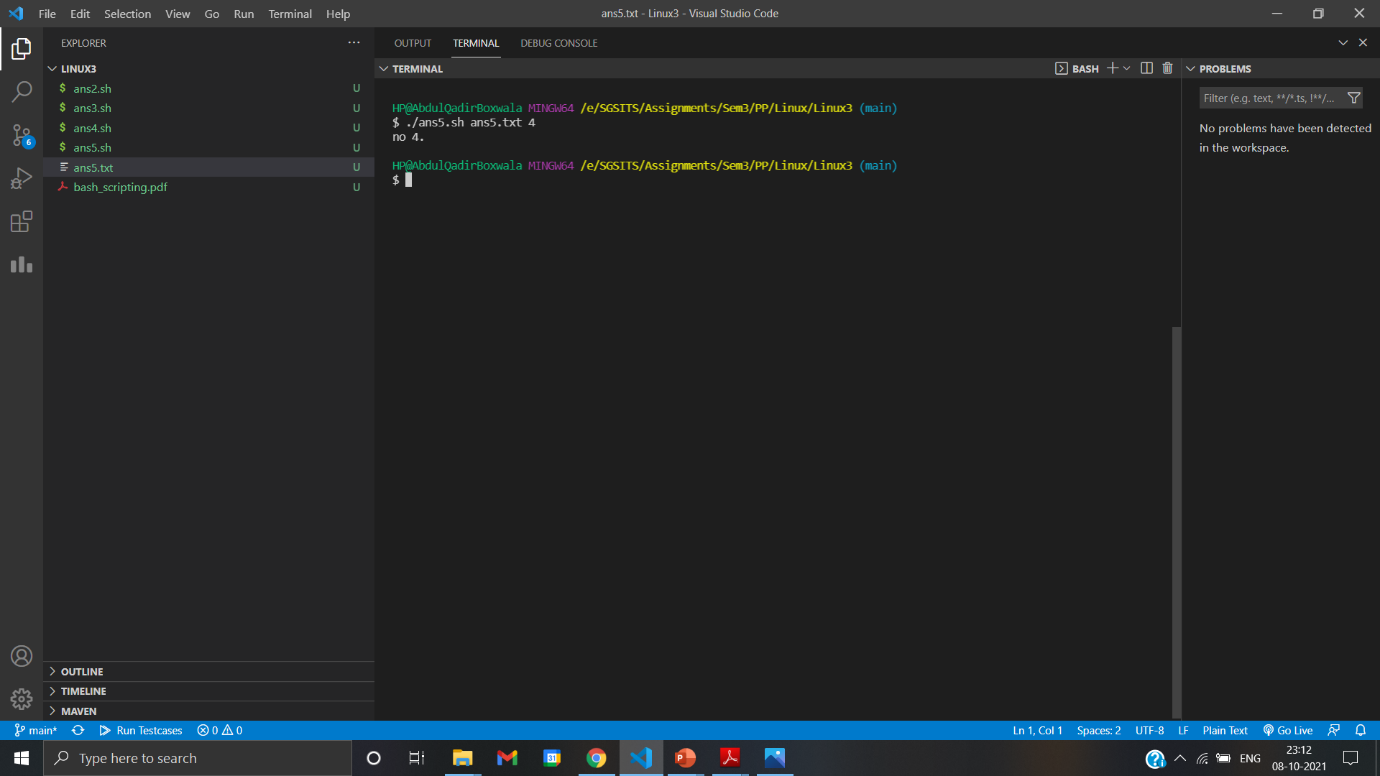 File Edit Selection View Go Run Terminal Help
ans5.txt - Linux3 - Visual Studio Code
EXPLORER
LINUX3
$ ans2.sh U
$ ans3.sh U
$ ans4.sh U
$ ans5.sh U
ans5.txt U
bash_scripting.pdf U
6
OUTLINE
TIMELINE
MAVEN
OUTPUT TERMINAL DEBUG CONSOLE
TERMINAL
BASH
HP@AbdulQadirBoxwala MINGW64 /e/SGSITS/Assignments/Sem3/PP/Linux/Linux3 (main)
$ ./ans5.sh ans5.txt 4
no 4.
HP@AbdulQadirBoxwala MINGW64 /e/SGSITS/Assignments/Sem3/PP/Linux/Linux3 (main)
$
PROBLEMS
Filter (e.g. text, **/*.ts, !**/...
No problems have been detected
in the workspace.
main* Run Testcases 0 0
Ln 1, Col 1 Spaces: 2 UTF-8 LF Plain Text Go Live
Type here to search
31
ENG
23:12
08-10-2021